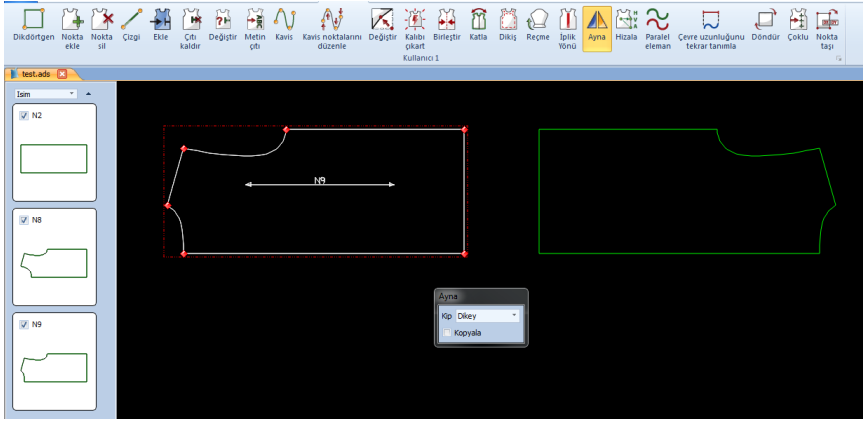 Dikdörtgen Nokta ekle Nokta sil Çizgi Ekle Çıtı kaldır Değiştir Metin çıtı Kavis Kavis noktalarını düzenle Değiştir Kalıbı çıkart Birleştir Katla Dikiş Reçme İplik Yönü Ayna Hizala Paralel eleman Çevre uzunluğunu tekrar tanımla Döndür Çoklu Nokta taşı
Kullanıcı 1
test.ads
İsim
N2
N8
N9
N9
Ayna
Kip Dikey
Kopyala